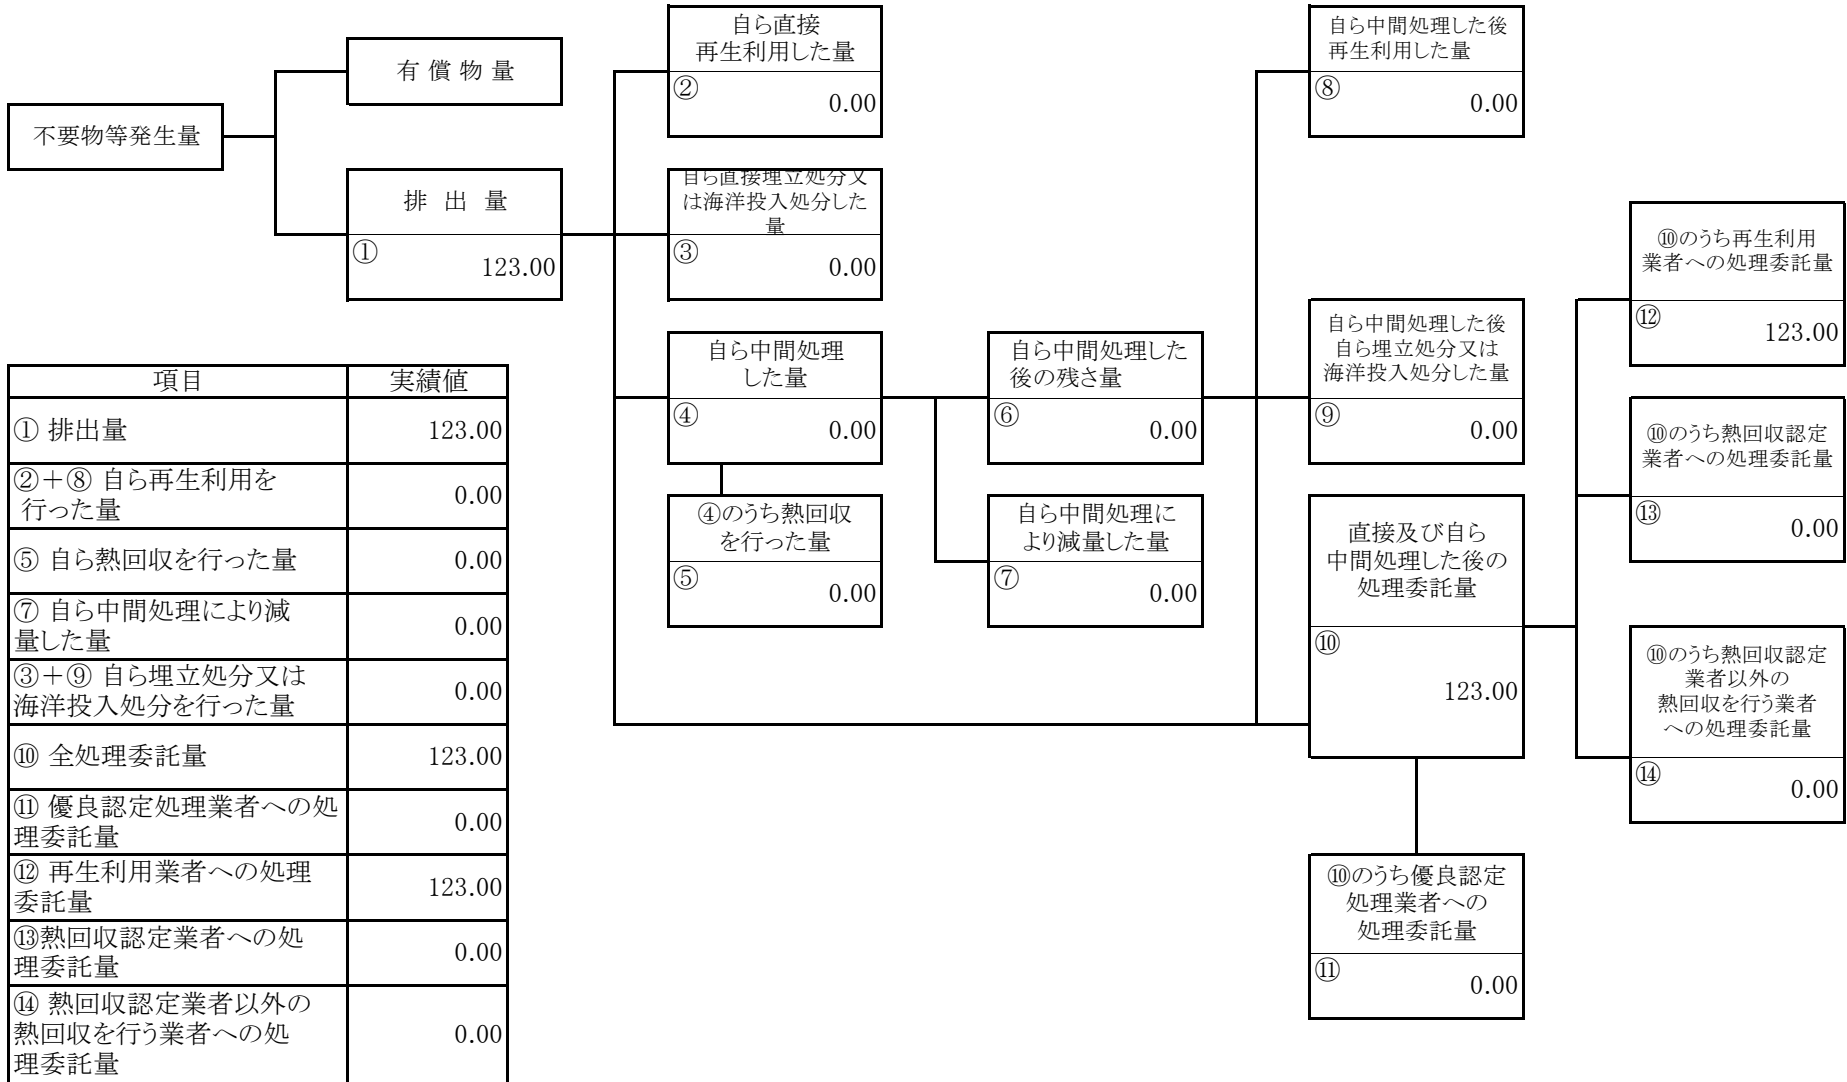 不要物等発生量
有 償 物 量
排 出 量
①
123.00
自ら直接
再生利用した量
②
0.00
自ら直接埋立処分又
は海洋投入処分した
量
③
0.00
自ら中間処理
した量
④
0.00
④のうち熱回収
を行った量
⑤
0.00
自ら中間処理した
後の残さ量
⑥
0.00
自ら中間処理に
より減量した量
⑦
0.00
自ら中間処理した後
再生利用した量
⑧
0.00
自ら中間処理した後
自ら埋立処分又は
海洋投入処分した量
⑨
0.00
直接及び自ら
中間処理した後の
処理委託量
⑩
123.00
⑩のうち優良認定
処理業者への
処理委託量
⑪
0.00
⑩のうち再生利用
業者への処理委託量
⑫
123.00
⑩のうち熱回収認定
業者への処理委託量
⑬
0.00
⑩のうち熱回収認定
業者以外の
熱回収を行う業者
への処理委託量
⑭
0.00
項目 実績値
① 排出量 123.00
②＋⑧ 自ら再生利用を
行った量 0.00
⑤ 自ら熱回収を行った量 0.00
⑦ 自ら中間処理により減
量した量 0.00
③＋⑨ 自ら埋立処分又は
海洋投入処分を行った量 0.00
⑩ 全処理委託量 123.00
⑪ 優良認定処理業者への処
理委託量 0.00
⑫ 再生利用業者への処理
委託量 123.00
⑬熱回収認定業者への処
理委託量 0.00
⑭ 熱回収認定業者以外の
熱回収を行う業者への処
理委託量 0.00